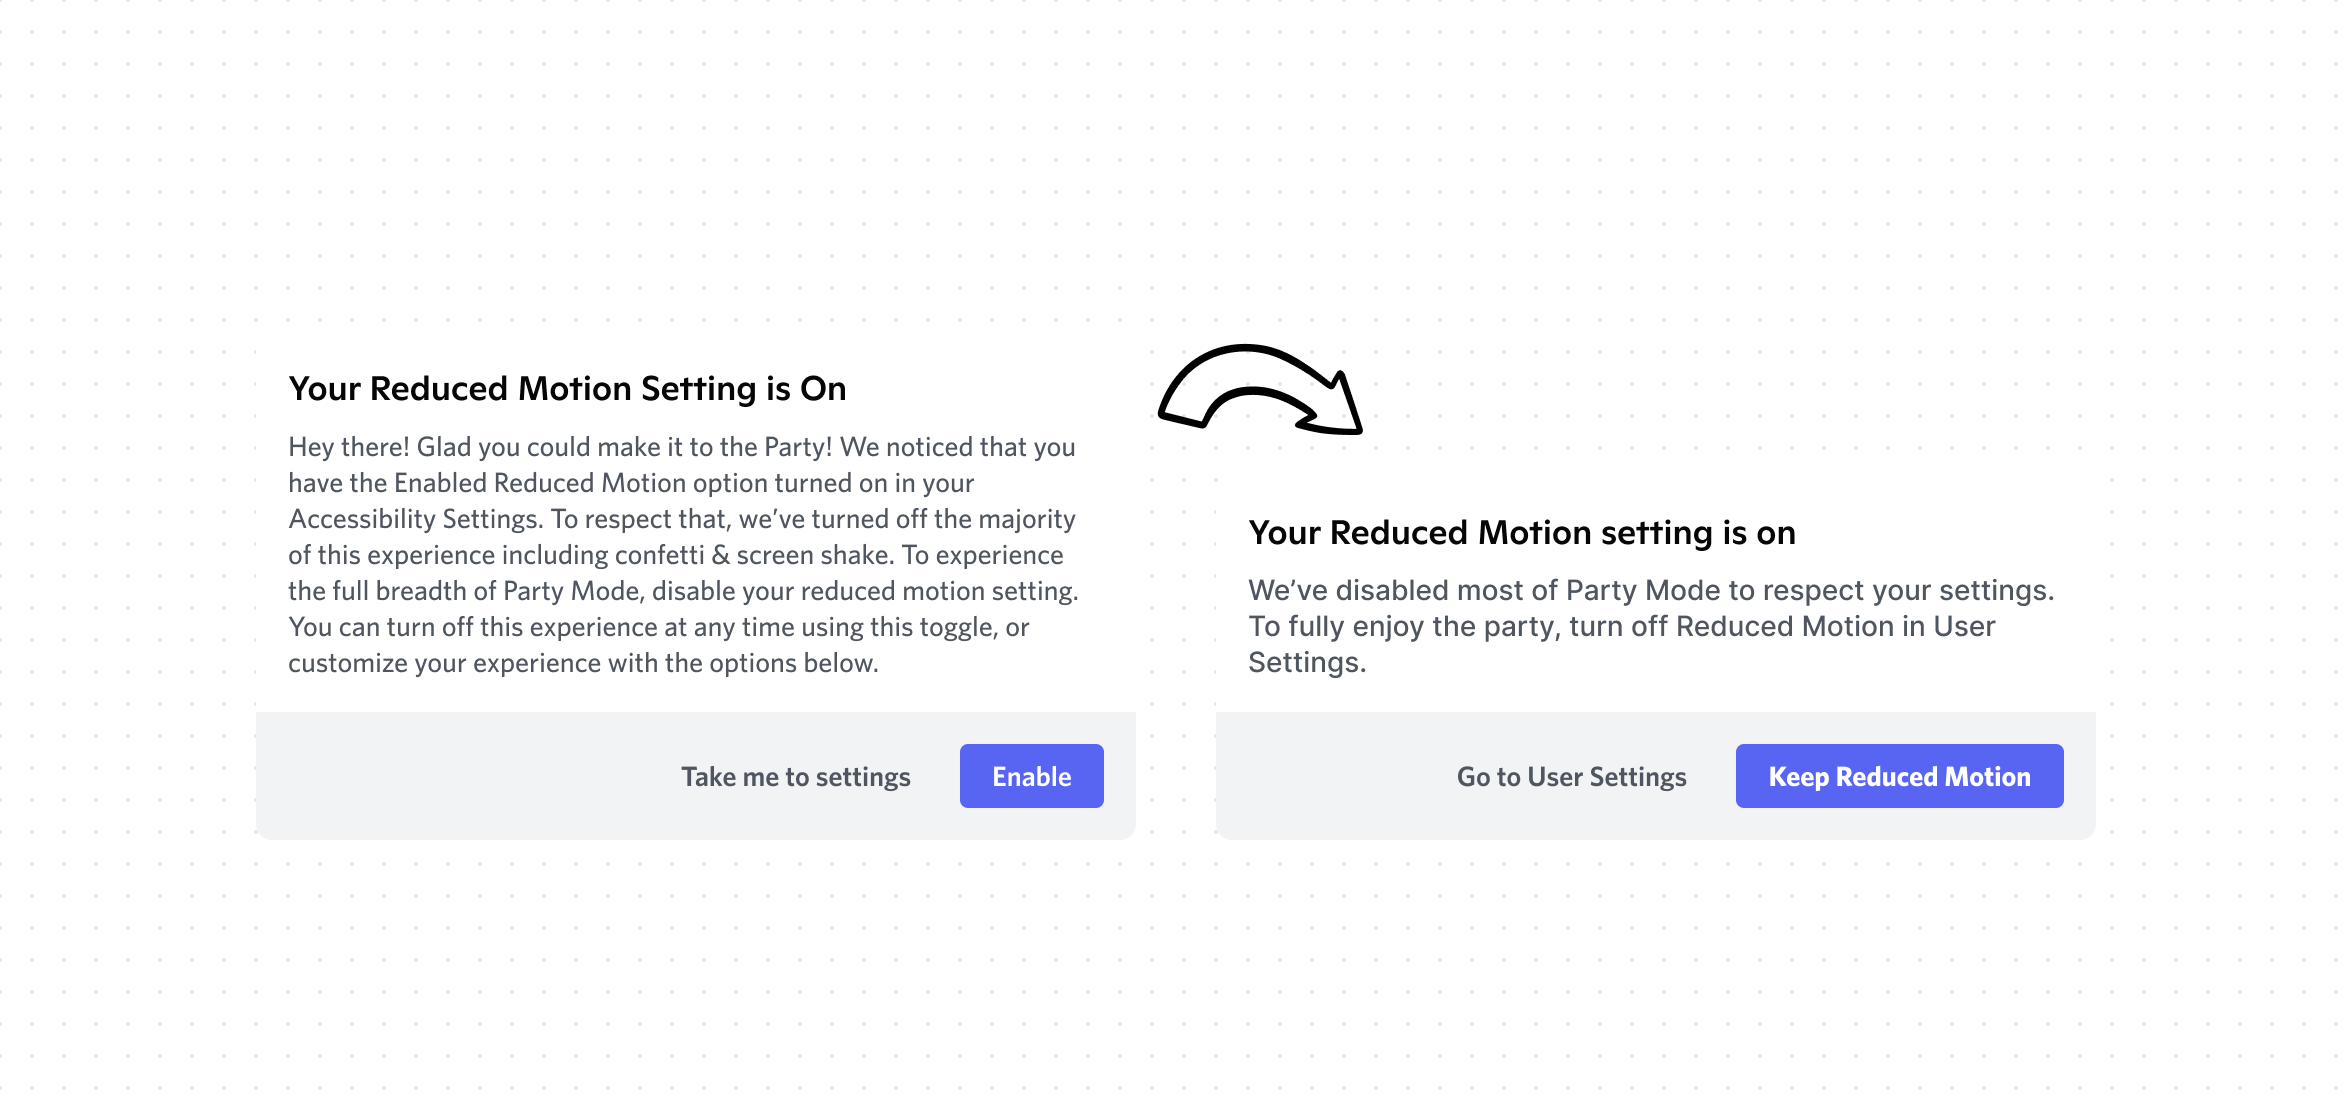 Your Reduced Motion Setting is On
Hey there! Glad you could make it to the Party! We noticed that you
have the Enabled Reduced Motion option turned on in your
Accessibility Settings. To respect that, we’ve turned off the majority
of this experience including confetti & screen shake. To experience
the full breadth of Party Mode, disable your reduced motion setting.
You can turn off this experience at any time using this toggle, or
customize your experience with the options below.
Take me to settings
Enable
Your Reduced Motion setting is on
We’ve disabled most of Party Mode to respect your settings.
To fully enjoy the party, turn off Reduced Motion in User
Settings.
Go to User Settings
Keep Reduced Motion